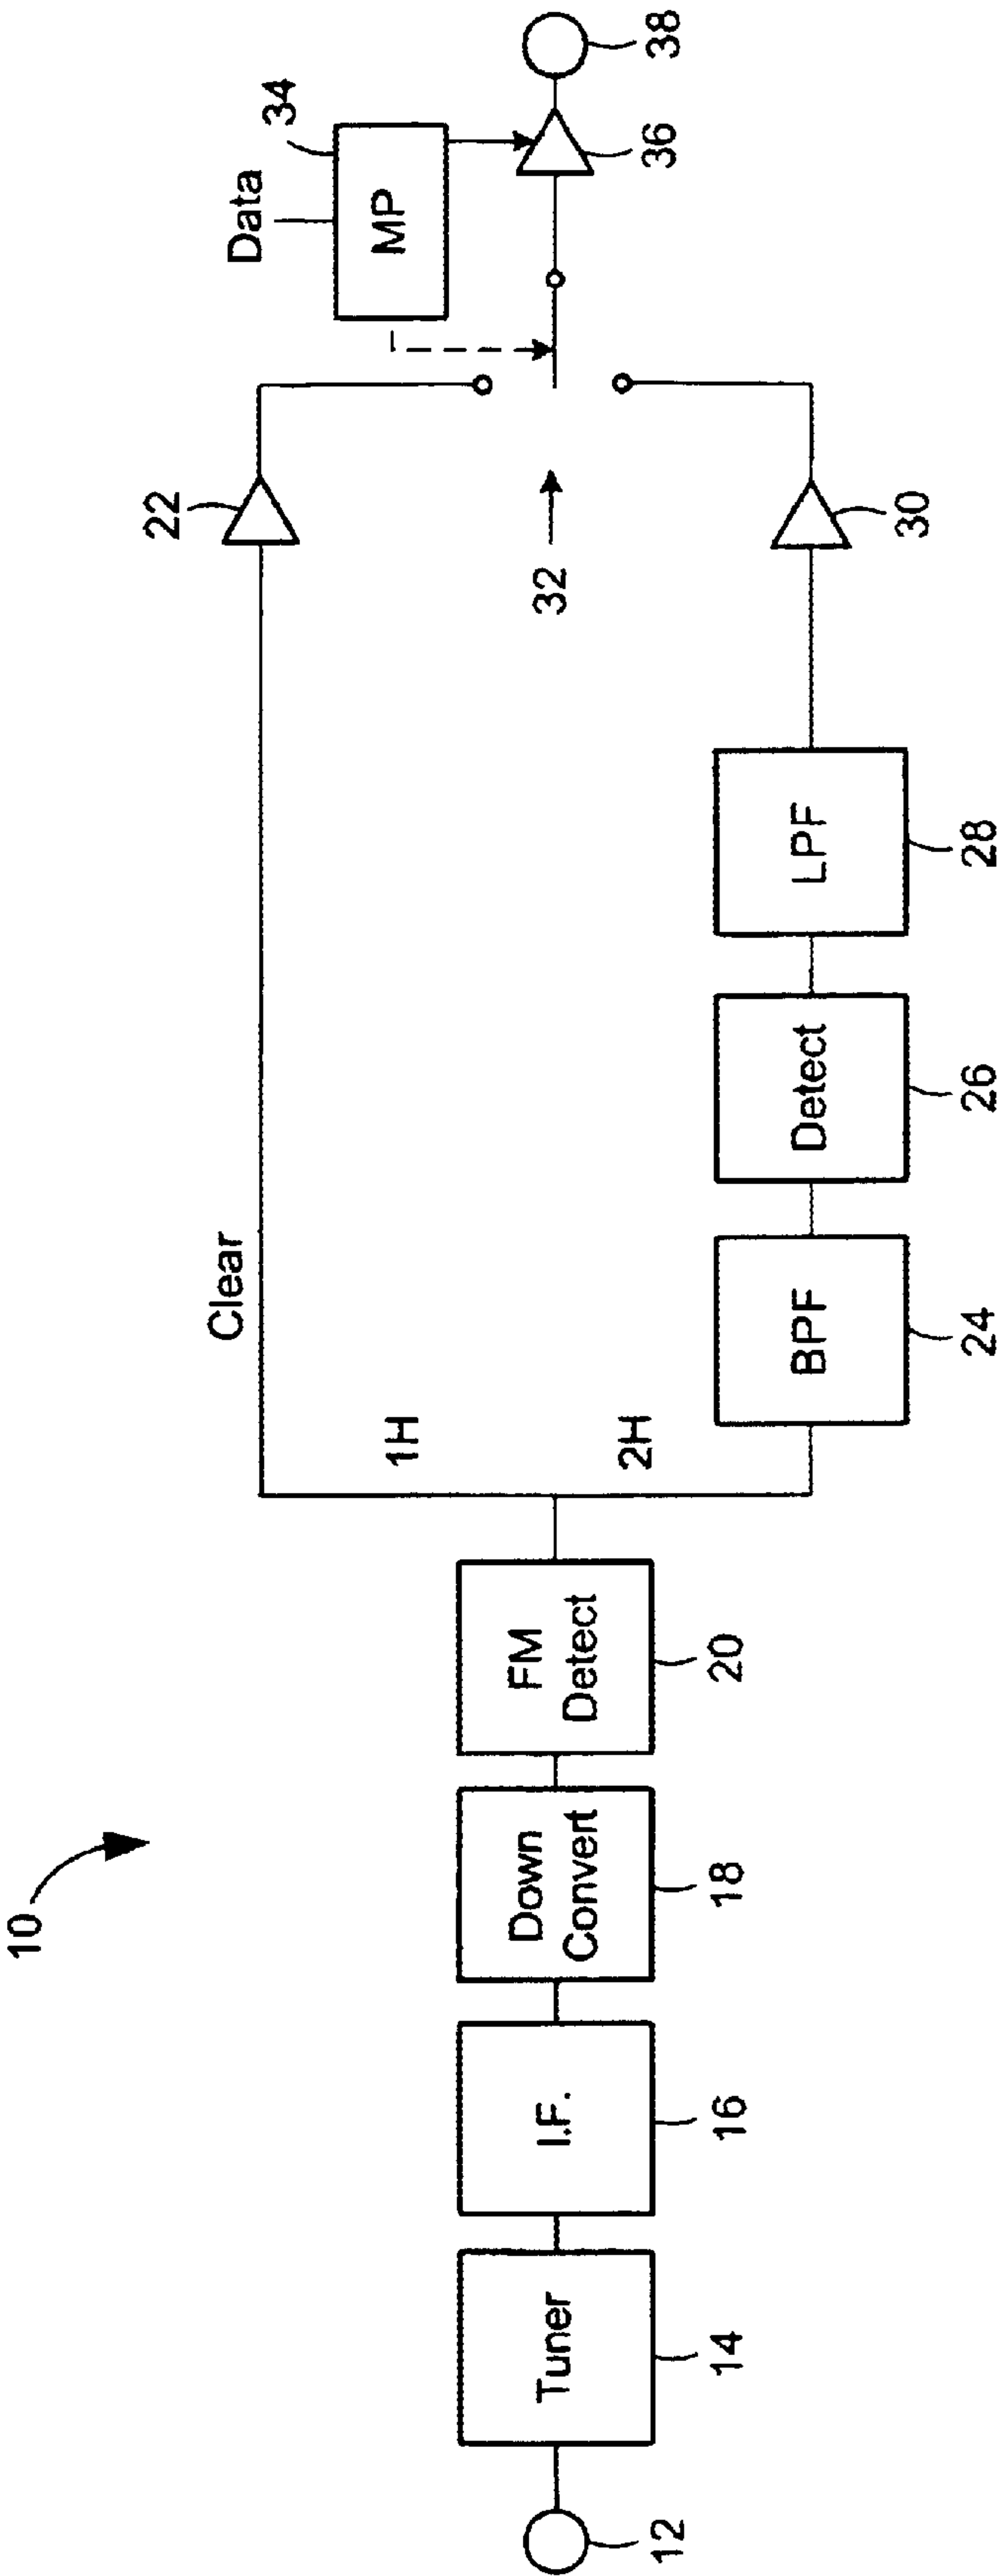 10
Data
34
MP
22
Clear
1H
32
2H
36
38
12
Tuner
14
I.F.
16
Down
Convert
18
FM
Detect
20
BPF
24
Detect
26
LPF
28
30